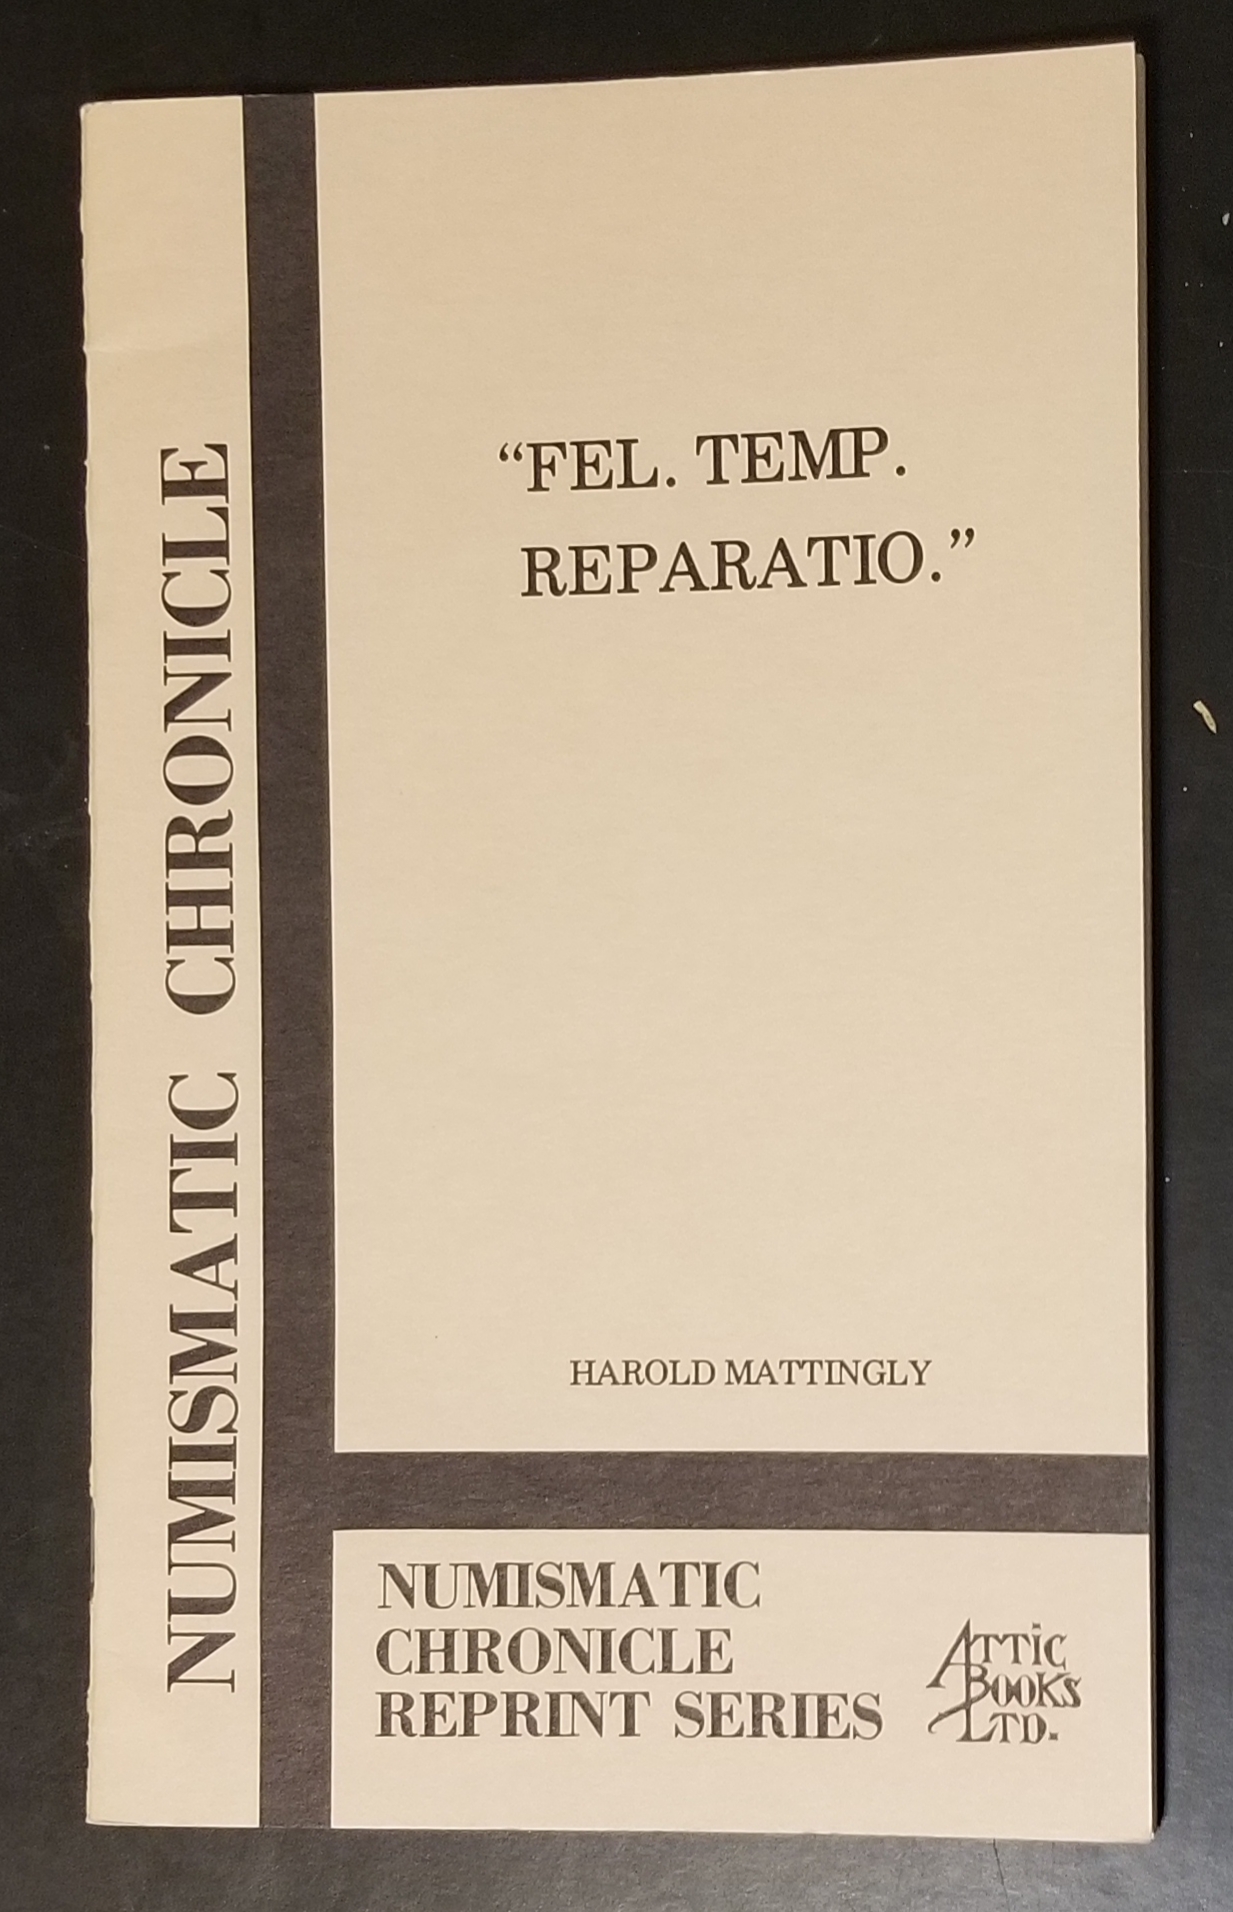 NUMISMATIC CHRONICLE
“FEL. TEMP.
REPARATIO.”
HAROLD MATTINGLY
NUMISMATIC
CHRONICLE
REPRINT SERIES
ATTIC
BOOKS
LTD.